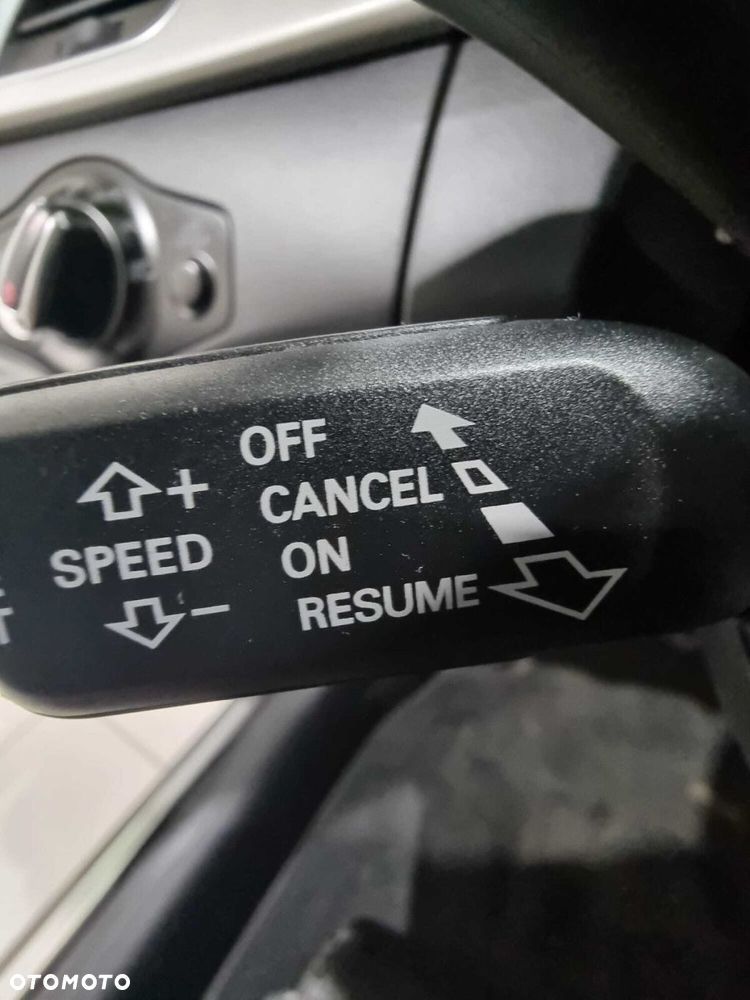 OFF
+ CANCEL
SPEED ON
− RESUME
OTOMOTO